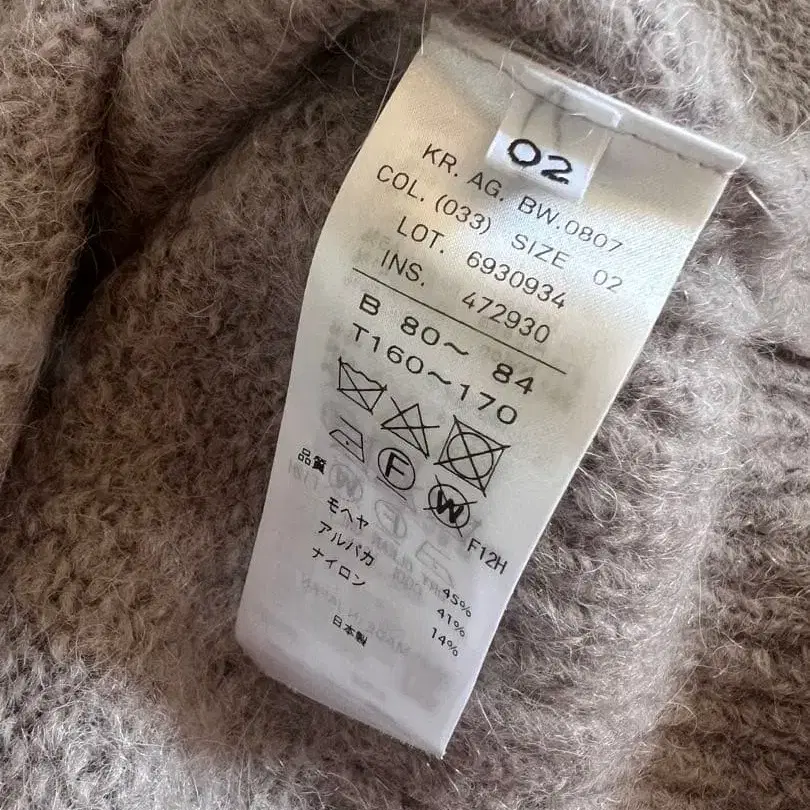 02
KR. AG. BW.0807
COL. (033) SIZE 02
LOT. 6930934
INS. 472930
B 80～ 84
T160～170
F W
F12H
品質
モヘヤ 45%
アルパカ 41%
ナイロン 14%
日本製